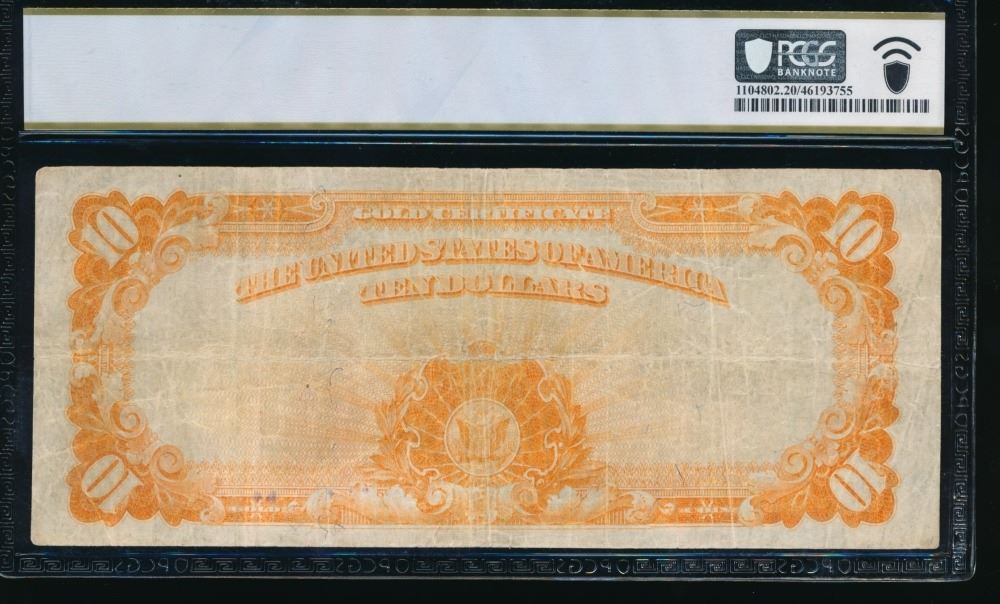 PCGS
BANKNOTE
1104802.20/46193755
10
10
GOLD CERTIFICATE
THE UNITED STATES OF AMERICA
TEN DOLLARS
10
10